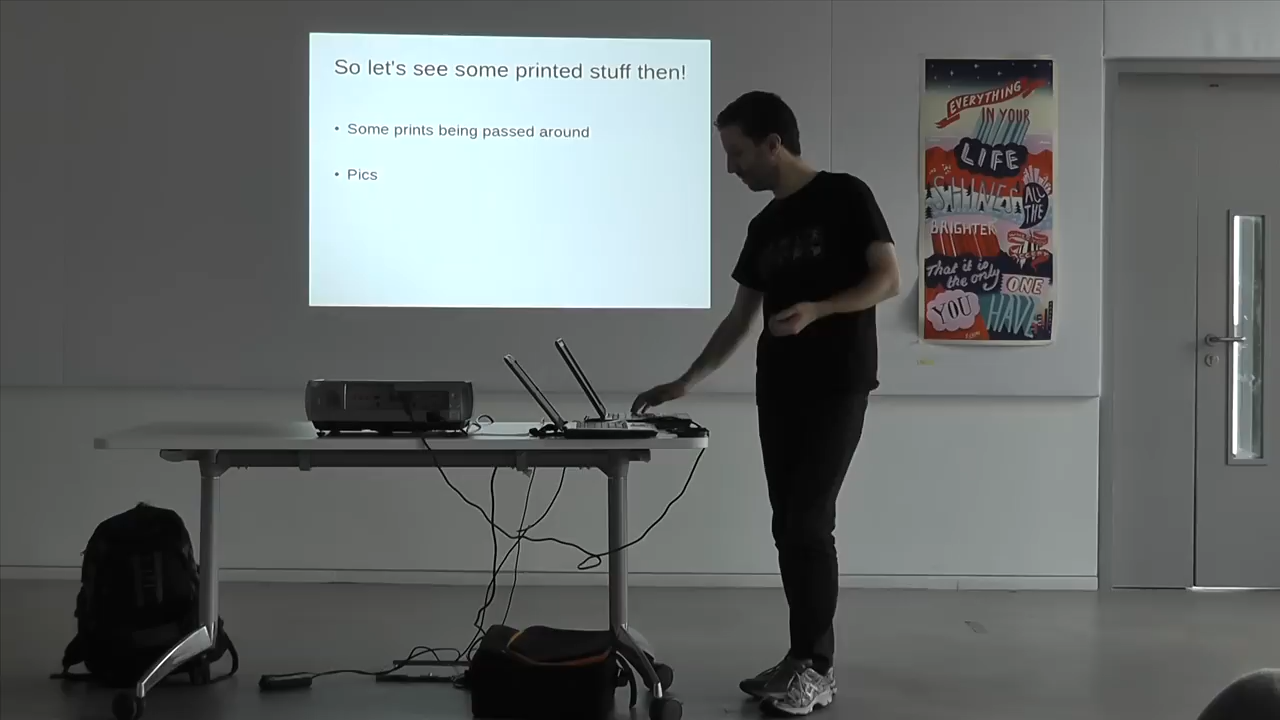 So let's see some printed stuff then!
• Some prints being passed around
• Pics
EVERYTHING
IN YOUR
LIFE
SHINES
ALL
THE
BRIGHTER
That it is
the only
ONE
YOU
HAVE